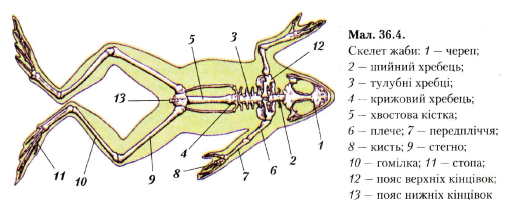 5
3
12
13
1
4
6
2
11
10
9
8
7
Мал. 36.4.
Скелет жаби: 1 – череп;
2 – шийний хребець;
3 – тулубні хребці;
4 – крижовий хребець;
5 – хвостова кістка;
6 – плече; 7 – передпліччя;
8 – кисть; 9 – стегно;
10 – гомілка; 11 – стопа;
12 – пояс верхніх кінцівок
13 – пояс нижніх кінцівок